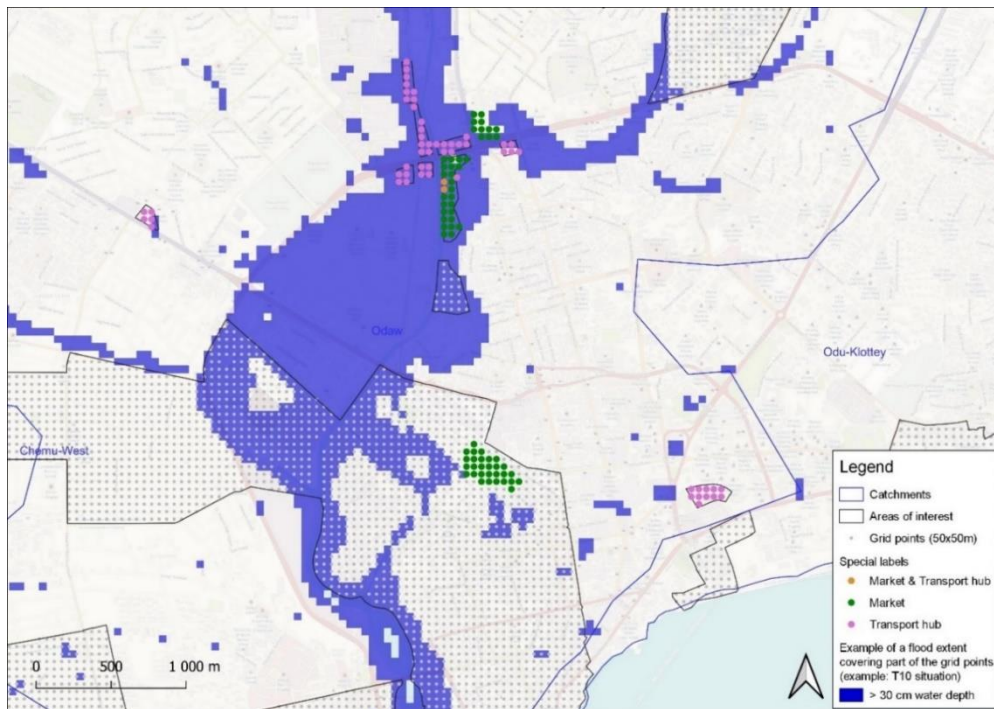 Odaw
Odu-Klottey
Chemu-West
0 500 1 000 m
Legend
Catchments
Areas of interest
Grid points (50x50m)
Special labels
Market & Transport hub
Market
Transport hub
Example of a flood extent
covering part of the grid points
(example: T10 situation)
> 30 cm water depth